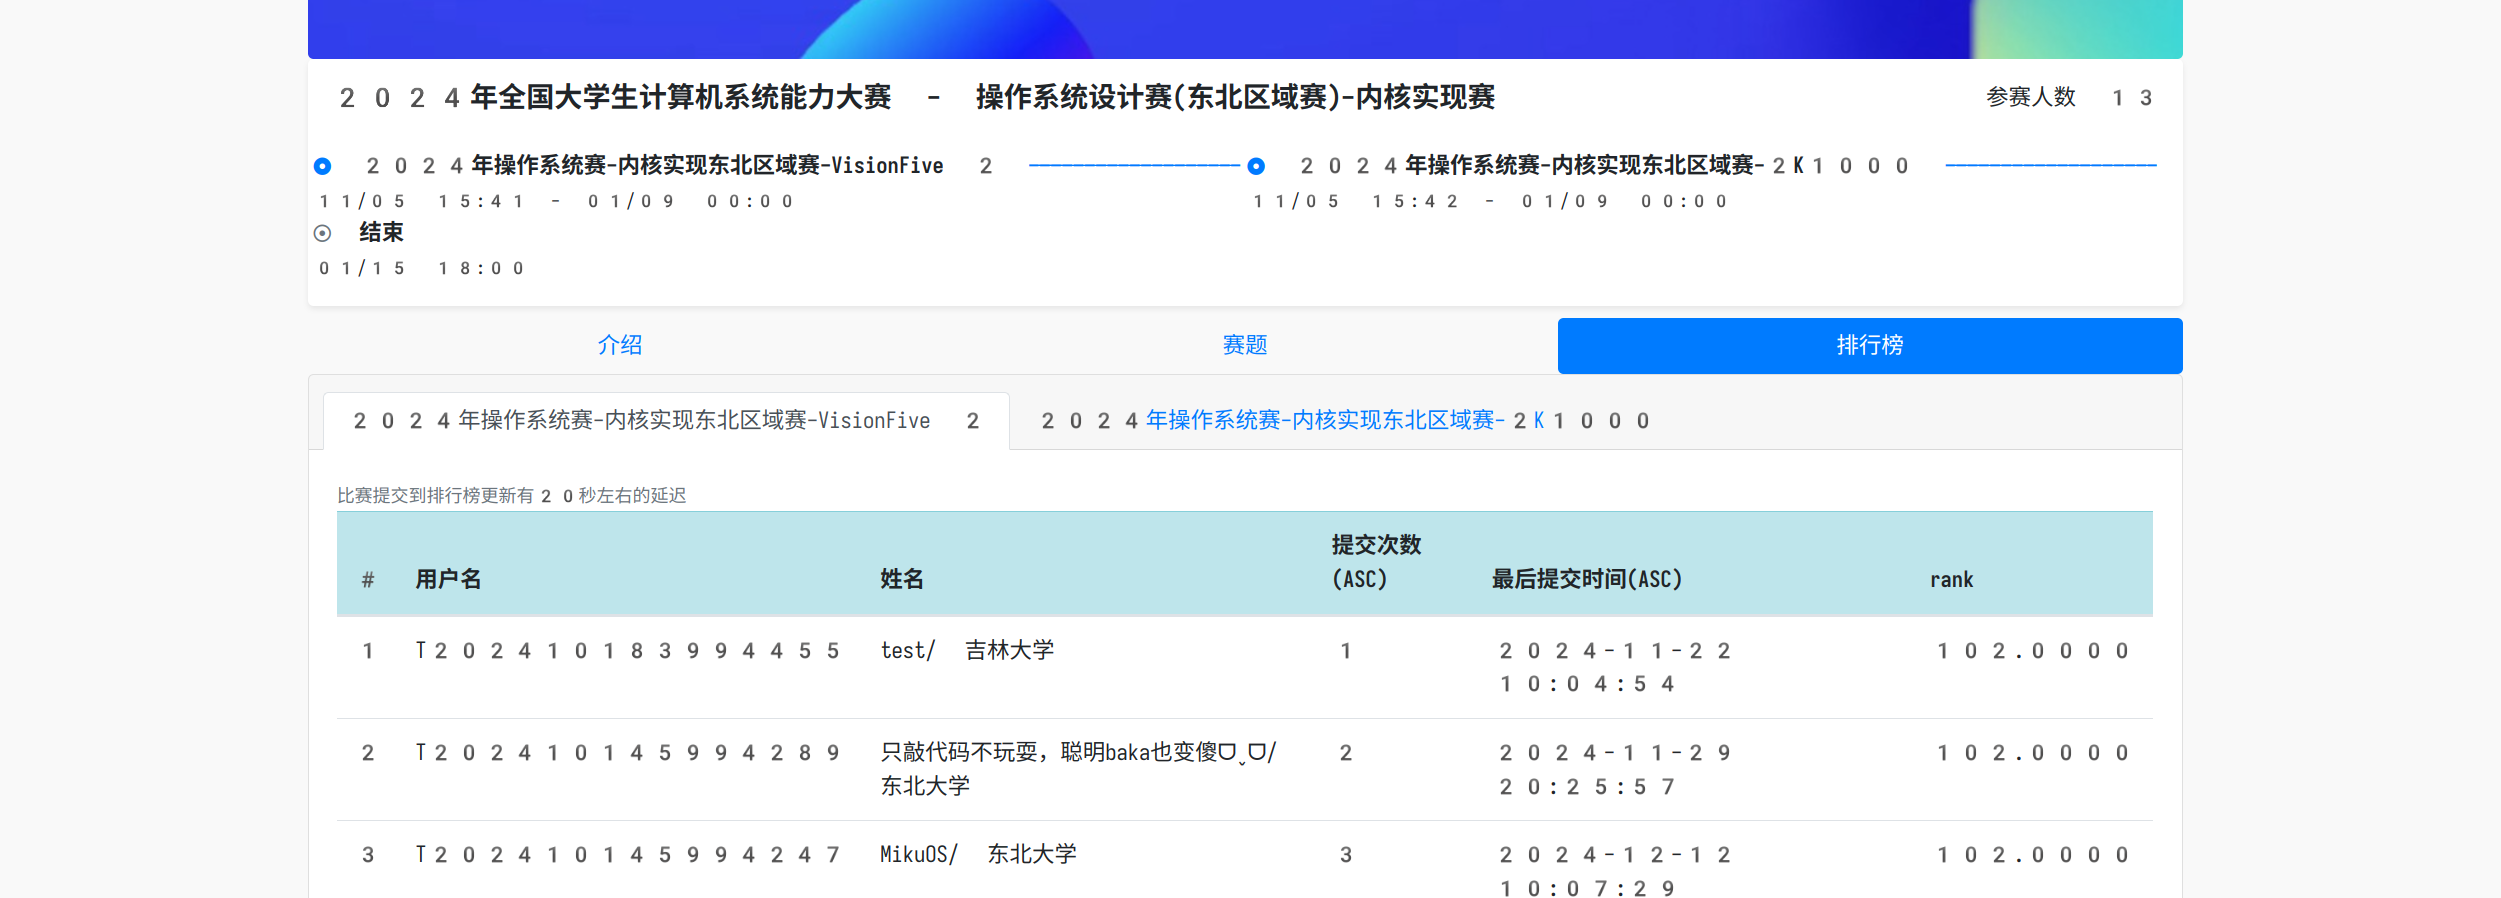 2024年全国大学生计算机系统能力大赛 - 操作系统设计赛(东北区域赛)-内核实现赛
参赛人数 13
2024年操作系统赛-内核实现东北区域赛-VisionFive 2
11/05 15:41 - 01/09 00:00
2024年操作系统赛-内核实现东北区域赛-2K1000
11/05 15:42 - 01/09 00:00
结束
01/15 18:00
介绍
赛题
排行榜
2024年操作系统赛-内核实现东北区域赛-VisionFive 2
2024年操作系统赛-内核实现东北区域赛-2K1000
比赛提交到排行榜更新有20秒左右的延迟
# 用户名 姓名 提交次数
(ASC) 最后提交时间(ASC) rank
1 T202410183994455 test/ 吉林大学 1 2024-11-22
10:04:54 102.0000
2 T202410145994289 只敲代码不玩耍，聪明baka也变傻ᗜˬᗜ/
东北大学 2 2024-11-29
20:25:57 102.0000
3 T202410145994247 MikuOS/ 东北大学 3 2024-12-12
10:07:29 102.0000